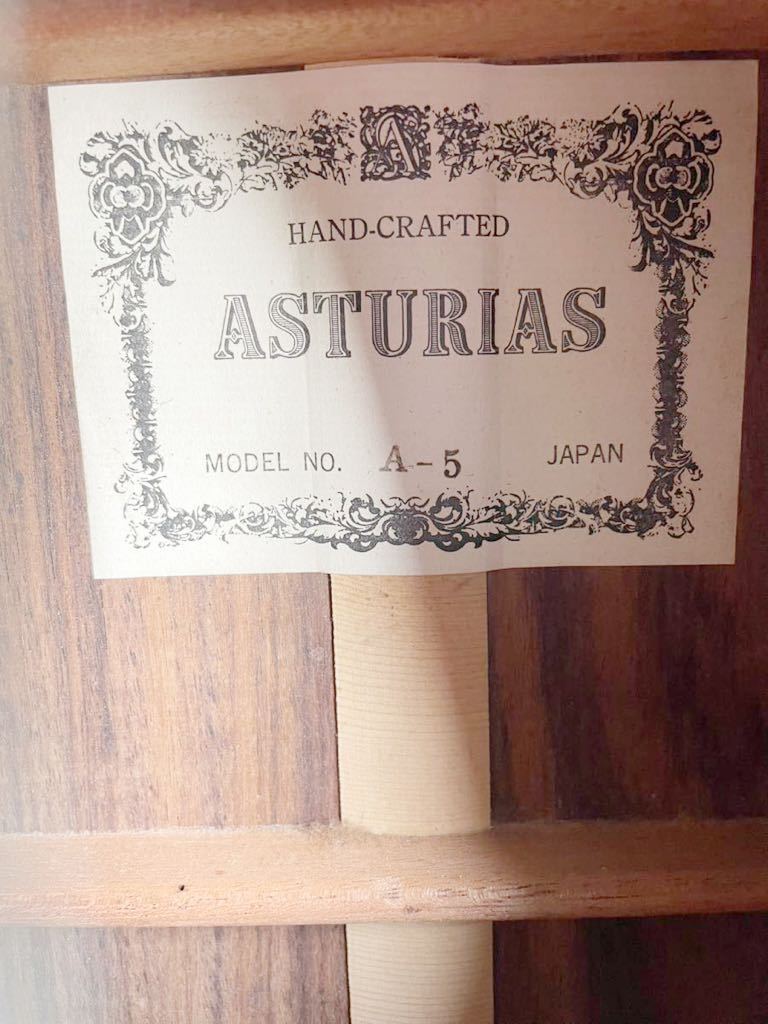 A
HAND-CRAFTED
ASTURIAS
MODEL NO. A-5 JAPAN